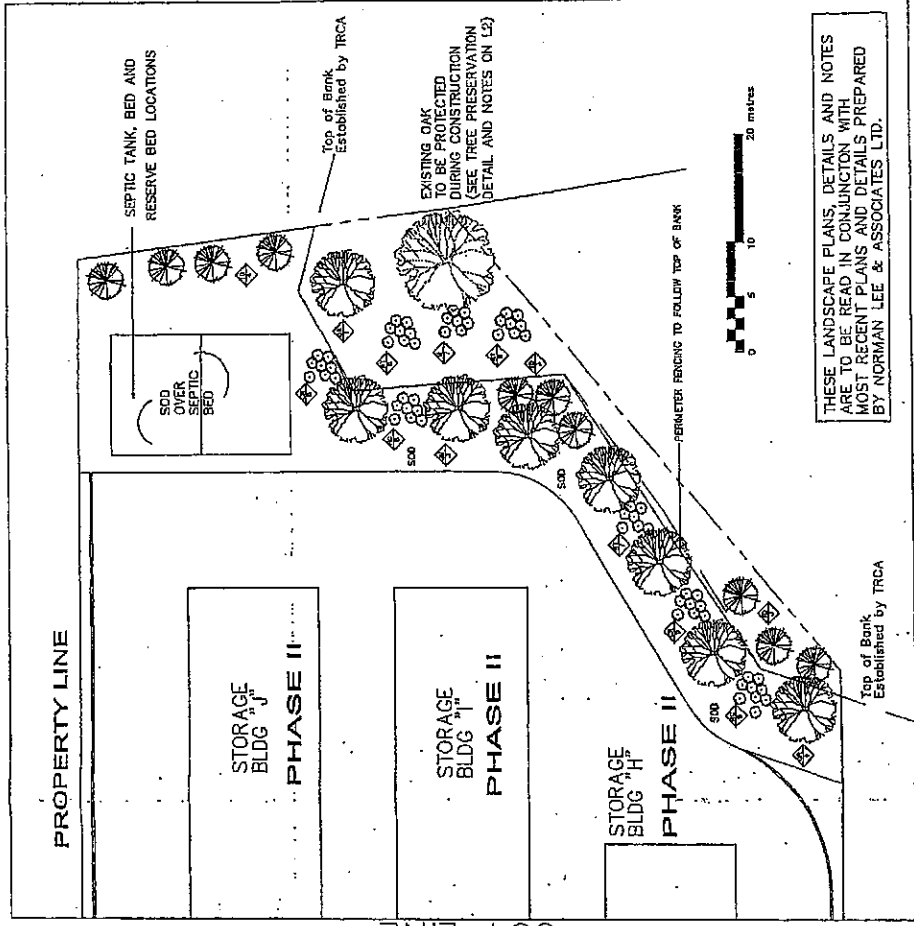 PROPERTY LINE
SEPTIC TANK, BED AND
RESERVE BED LOCATIONS
SOD
OVER
SEPTIC
BED
Top of Bank
Established by TRCA
EXISTING OAK
TO BE PROTECTED
DURING CONSTRUCTION
(SEE TREE PRESERVATION
DETAIL AND NOTES ON L2)
STORAGE
BLDG "J"
PHASE II
STORAGE
BLDG "I"
PHASE II
STORAGE
BLDG "H"
PHASE II
SOD
SOD
SOD
PERIMETER FENCING TO FOLLOW TOP OF BANK
Top of Bank
Established by TRCA
0 5 10 20 metres
THESE LANDSCAPE PLANS, DETAILS AND NOTES
ARE TO BE READ IN CONJUNCTION WITH
MOST RECENT PLANS AND DETAILS PREPARED
BY NORMAN LEE & ASSOCIATES LTD.